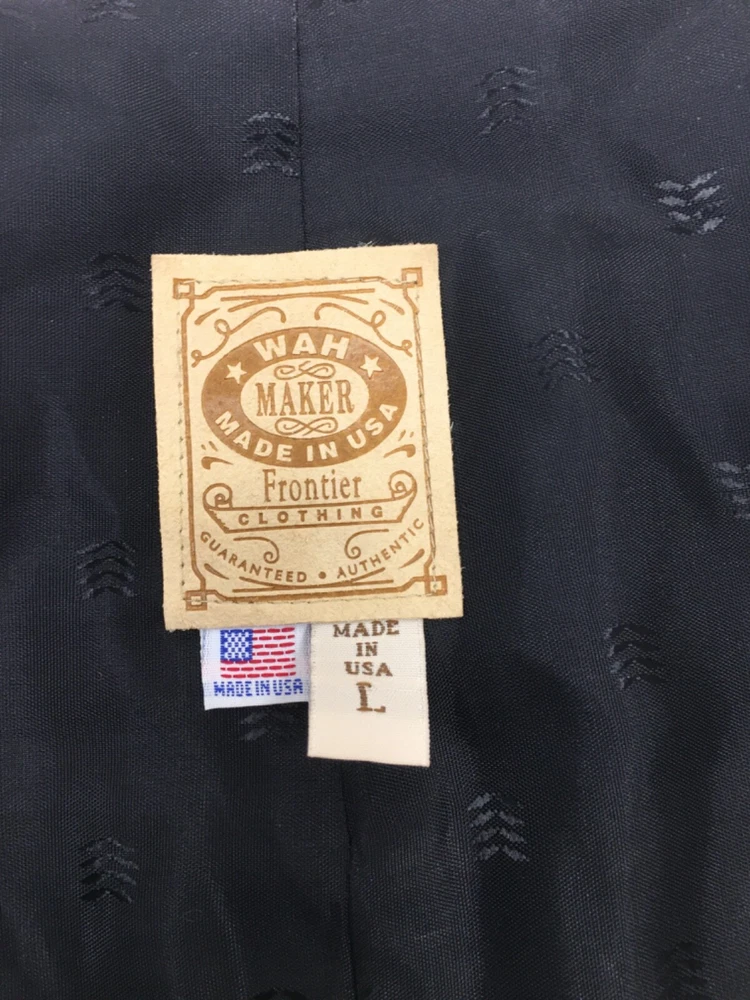 WAH
MAKER
MADE IN USA
Frontier
CLOTHING
GUARANTEED • AUTHENTIC
MADE IN USA
MADE
IN
USA
L